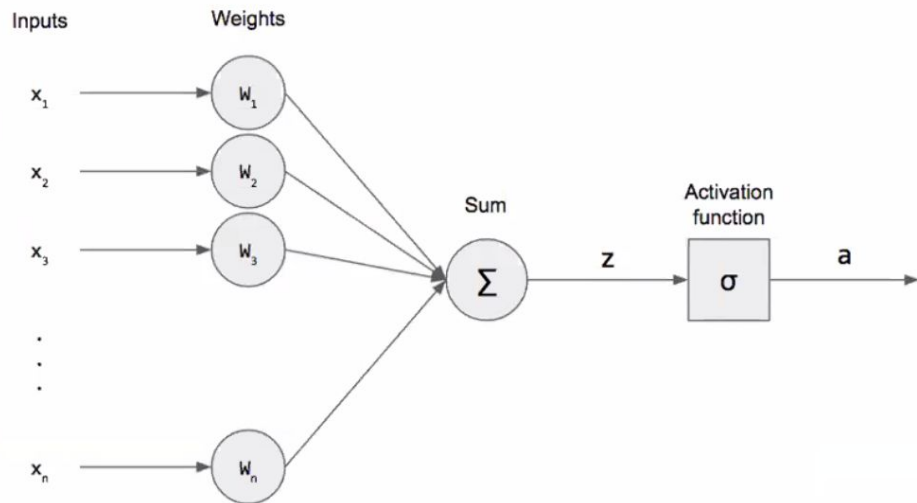 Inputs
Weights
x₁
W₁
x₂
W₂
x₃
W₃
.
.
.
xₙ
Wₙ
Sum
Σ
z
Activation
function
σ
a